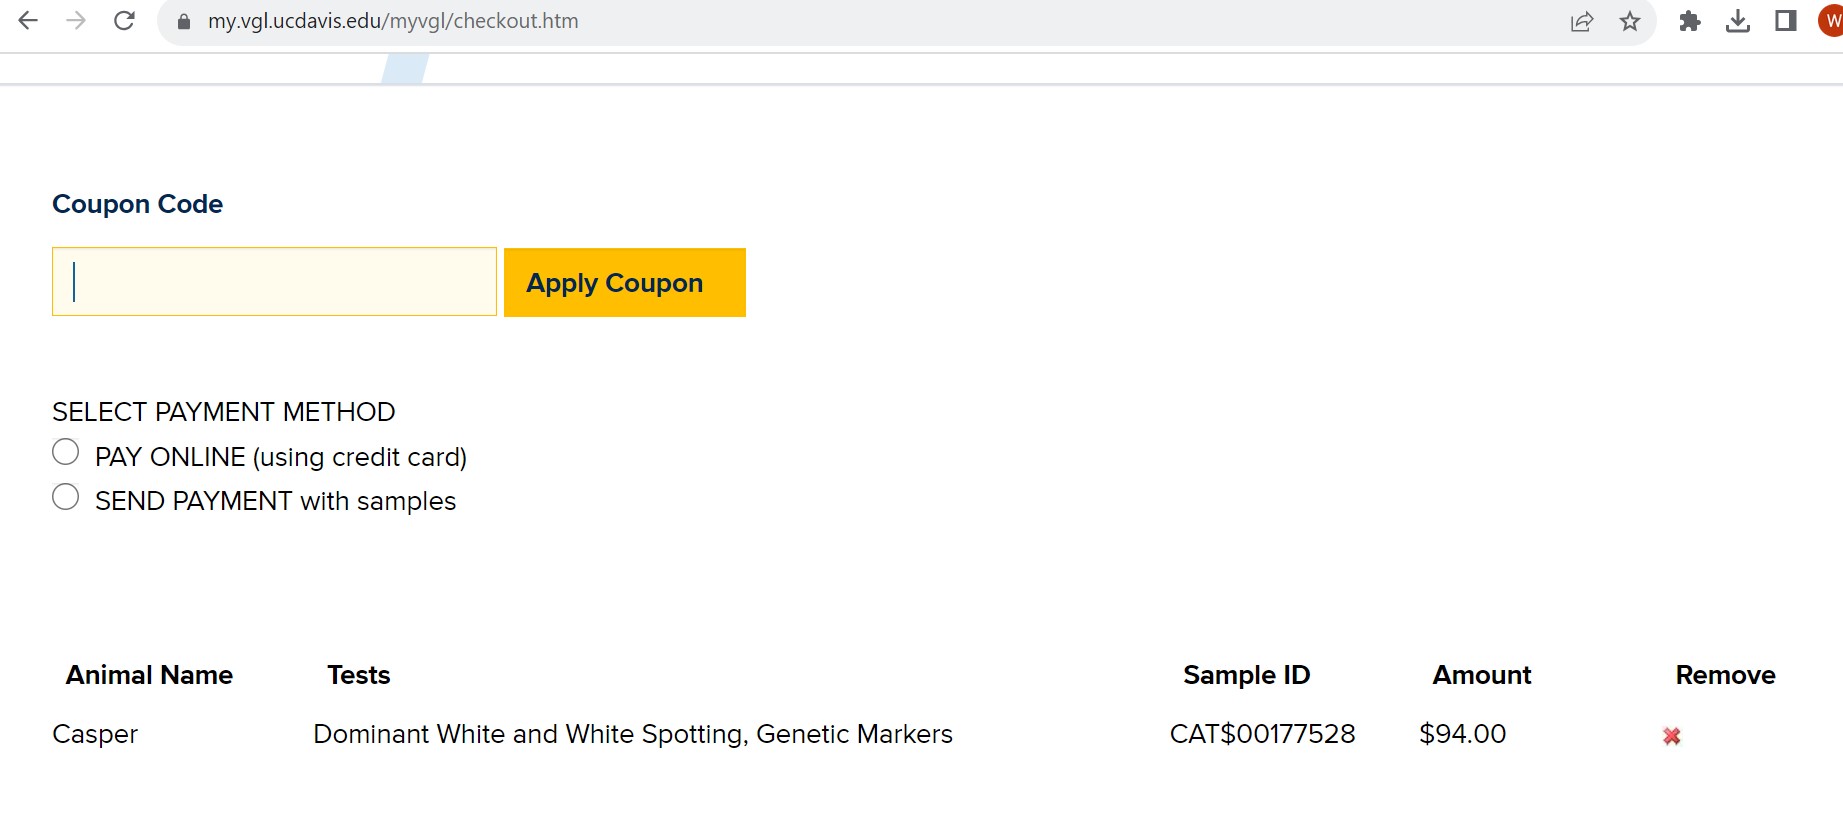 my.vgl.ucdavis.edu/myvgl/checkout.htm
W
Coupon Code
Apply Coupon
SELECT PAYMENT METHOD
PAY ONLINE (using credit card)
SEND PAYMENT with samples
Animal Name Tests Sample ID Amount Remove
Casper Dominant White and White Spotting, Genetic Markers CAT$00177528 $94.00